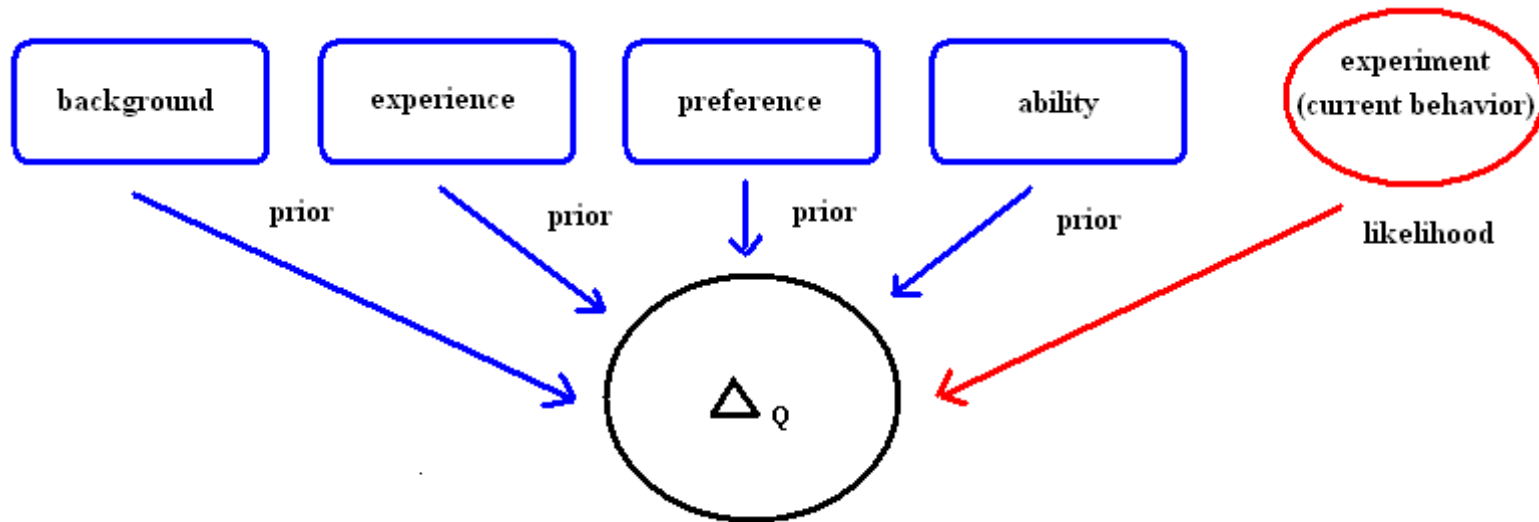 background
experience
preference
ability
experiment
(current behavior)
prior
prior
prior
prior
likelihood
△ Q